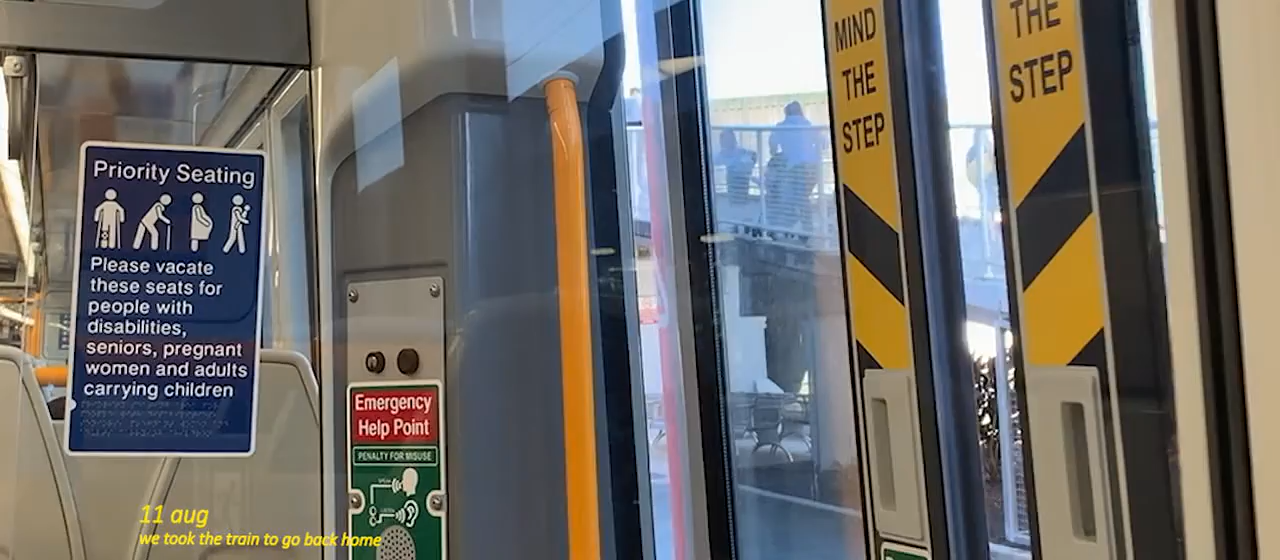 Priority Seating
Please vacate
these seats for
people with
disabilities,
seniors, pregnant
women and adults
carrying children
Emergency
Help Point
PENALTY FOR MISUSE
SPEAK
LISTEN
MIND
THE
STEP
THE
STEP
11 aug
we took the train to go back home